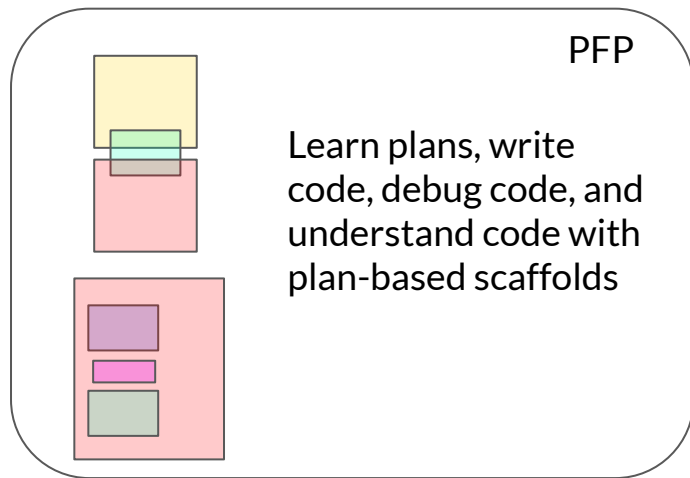 PFP
Learn plans, write
code, debug code, and
understand code with
plan-based scaffolds